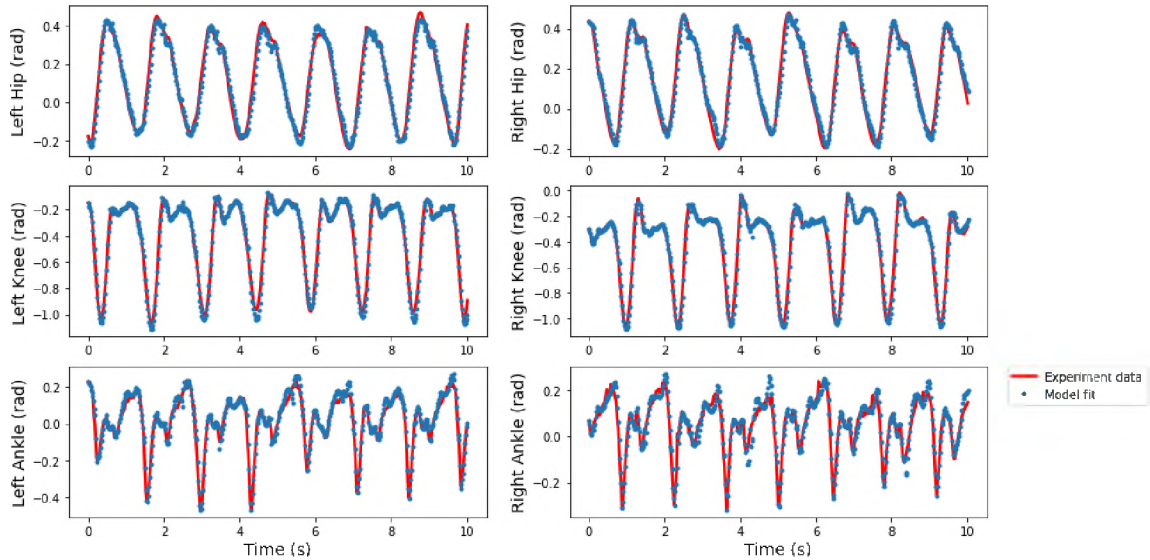 Left Hip (rad)
0.4
0.2
0.0
−0.2
0 2 4 6 8 10
Right Hip (rad)
0.4
0.2
0.0
−0.2
0 2 4 6 8 10
Left Knee (rad)
−0.2
−0.4
−0.6
−0.8
−1.0
0 2 4 6 8 10
Right Knee (rad)
0.0
−0.2
−0.4
−0.6
−0.8
−1.0
0 2 4 6 8 10
Left Ankle (rad)
0.2
0.0
−0.2
−0.4
0 2 4 6 8 10
Time (s)
Right Ankle (rad)
0.2
0.0
−0.2
0 2 4 6 8 10
Time (s)
Experiment data
Model fit